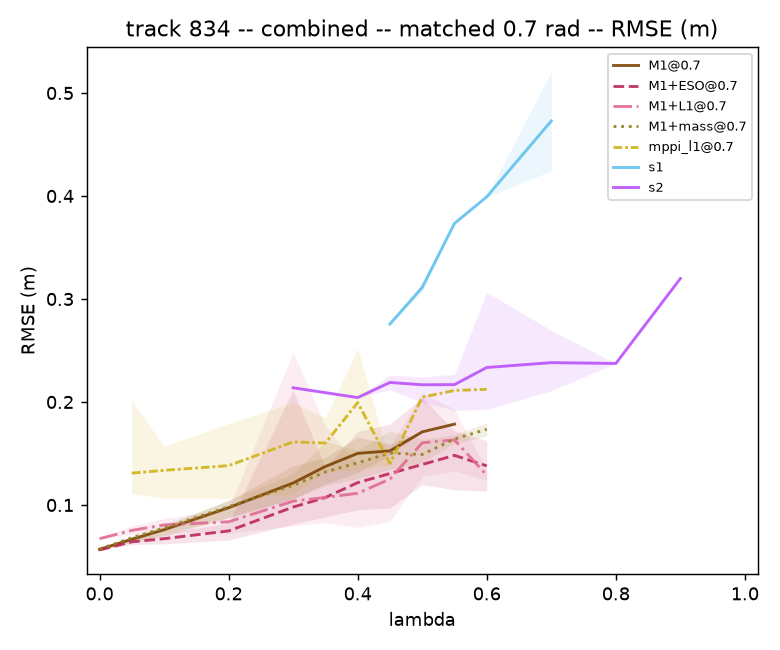 track 834 -- combined -- matched 0.7 rad -- RMSE (m)
M1@0.7
M1+ESO@0.7
M1+L1@0.7
M1+mass@0.7
mppi_l1@0.7
s1
s2
RMSE (m)
0.5
0.4
0.3
0.2
0.1
0.0 0.2 0.4 0.6 0.8 1.0
lambda